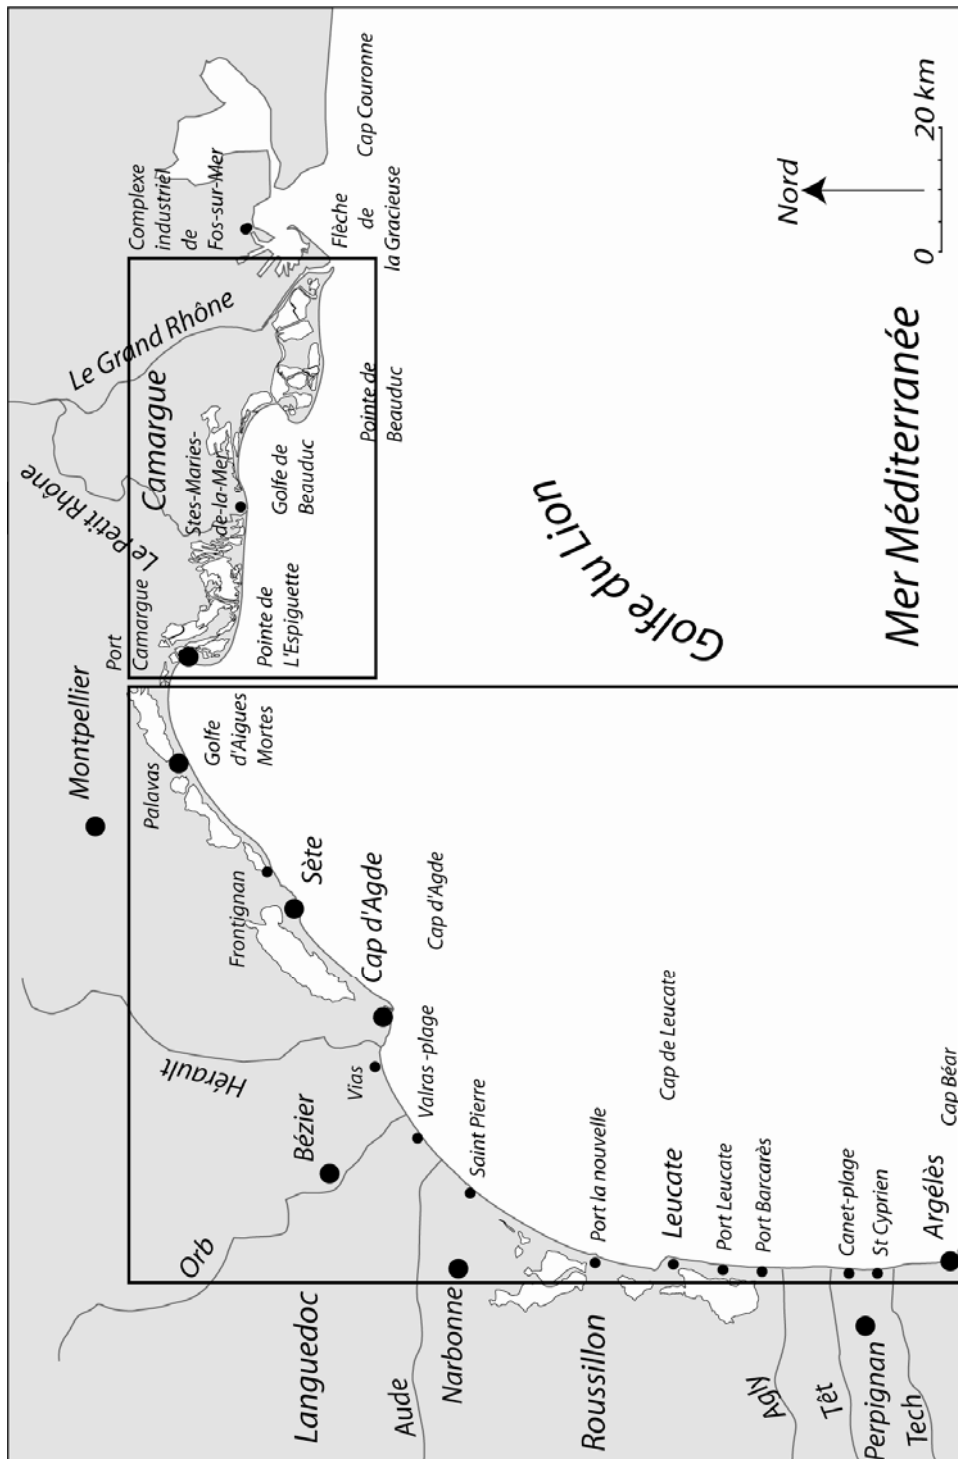 Complexe
industriel
de
Fos-sur-Mer
Cap Couronne
Flèche
de
la Gracieuse
Le Grand Rhône
Camargue
Pointe de
Beauduc
Le Petit Rhône
Stes-Maries-
de-la-Mer
Golfe de
Beauduc
Port
Camargue
Pointe de
L'Espiguette
Montpellier
Palavas
Golfe
d'Aigues
Mortes
Frontignan
Sète
Cap d'Agde
Cap d'Agde
Hérault
Vias
Bézier
Valras -plage
Orb
Saint Pierre
Languedoc
Aude
Narbonne
Port la nouvelle
Roussillon
Leucate
Cap de Leucate
Port Leucate
Port Barcarès
Agly
Têt
Canet-plage
St Cyprien
Perpignan
Tech
Argélès
Cap Béar
Golfe du Lion
Mer Méditerranée
Nord
0
20 km